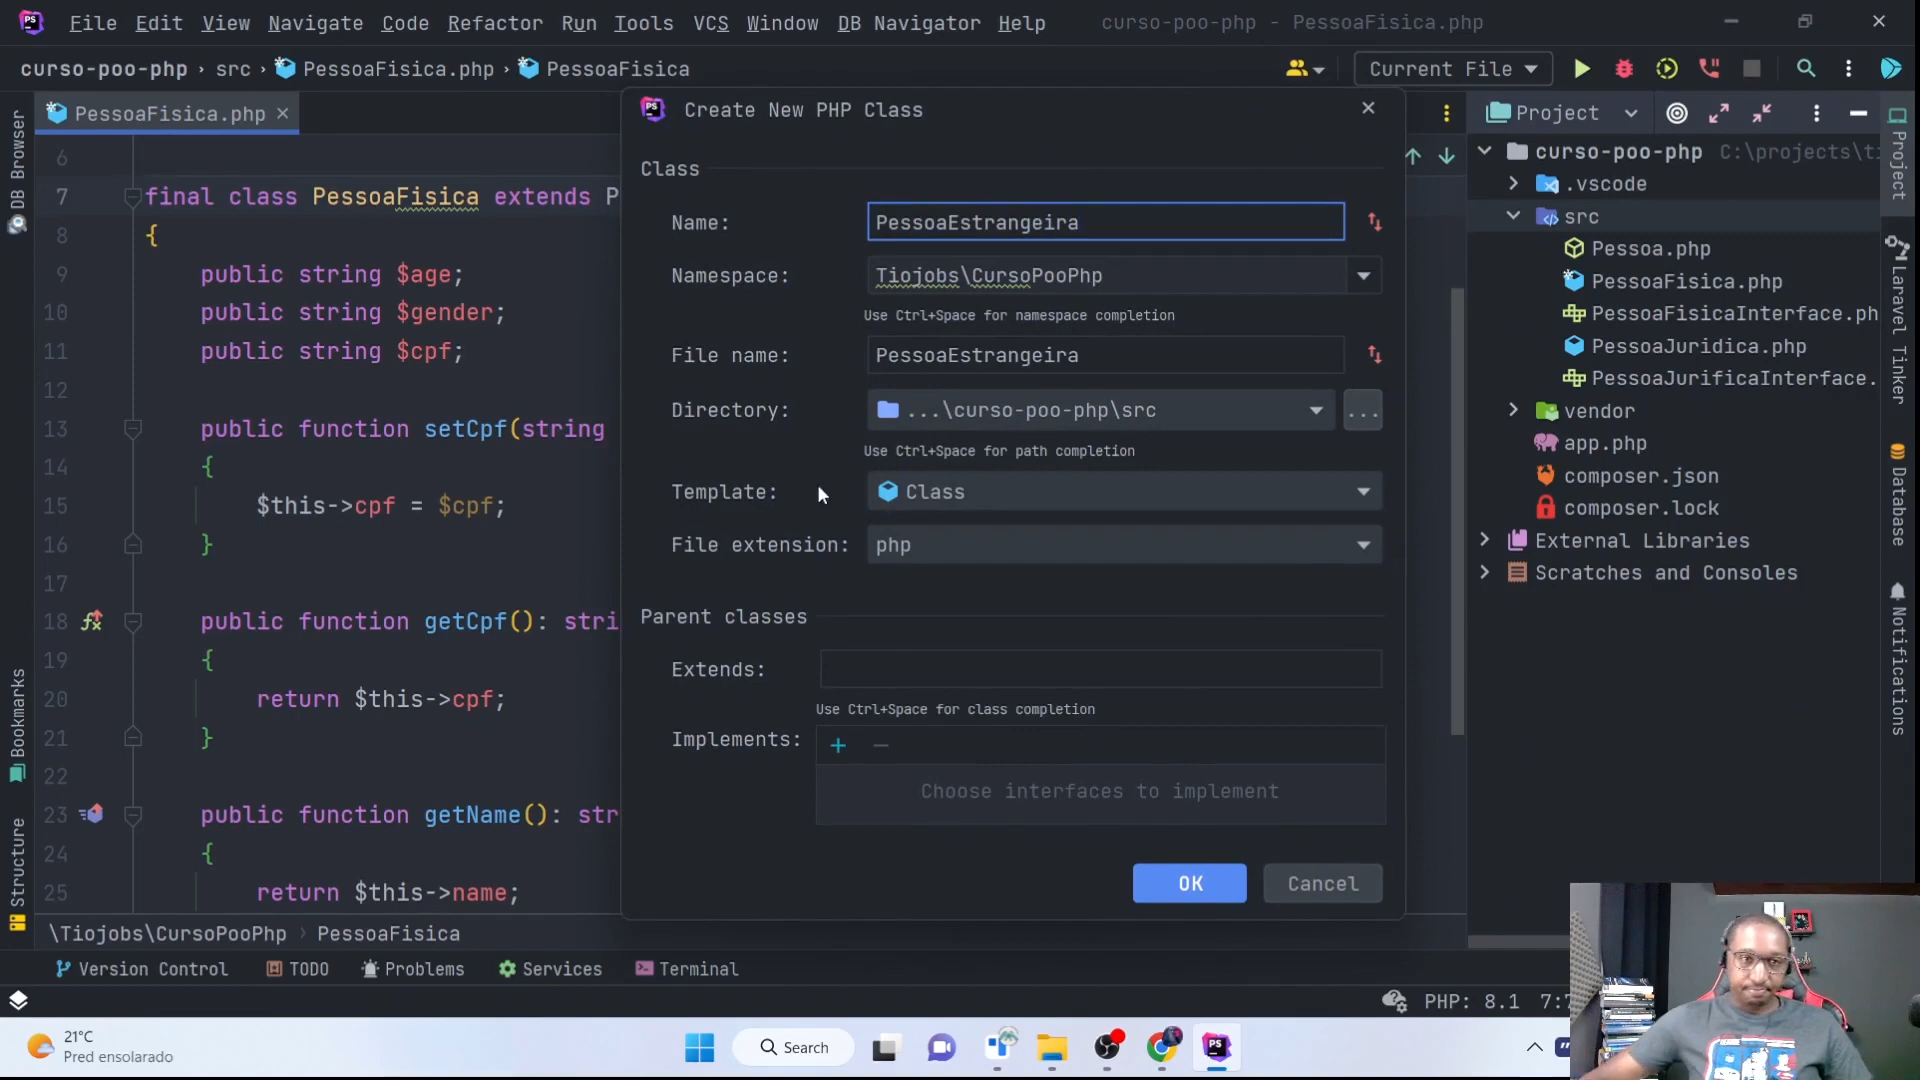 File Edit View Navigate Code Refactor Run Tools VCS Window DB Navigator Help curso-poo-php - PessoaFisica.php
curso-poo-php › src › PessoaFisica.php › PessoaFisica
Current File
PessoaFisica.php
DB Browser
Bookmarks
Structure
6
7 final class PessoaFisica extends P
8 {
9 public string $age;
10 public string $gender;
11 public string $cpf;
12
13 public function setCpf(string
14 {
15 $this->cpf = $cpf;
16 }
17
18 public function getCpf(): stri
19 {
20 return $this->cpf;
21 }
22
23 public function getName(): str
24 {
25 return $this->name;
\Tiojobs\CursoPooPhp › PessoaFisica
Create New PHP Class
Class
Name: PessoaEstrangeira
Namespace: Tiojobs\CursoPooPhp
Use Ctrl+Space for namespace completion
File name: PessoaEstrangeira
Directory: ...\curso-poo-php\src ...
Use Ctrl+Space for path completion
Template: Class
File extension: php
Parent classes
Extends:
Use Ctrl+Space for class completion
Implements: + −
Choose interfaces to implement
OK Cancel
Project
curso-poo-php C:\projects\ti
.vscode
src
Pessoa.php
PessoaFisica.php
PessoaFisicaInterface.ph
PessoaJuridica.php
PessoaJurificaInterface.
vendor
app.php
composer.json
composer.lock
External Libraries
Scratches and Consoles
Project
Laravel Tinker
Database
Notifications
Version Control TODO Problems Services Terminal
PHP: 8.1 7:7
21°C
Pred ensolarado
Search
PS